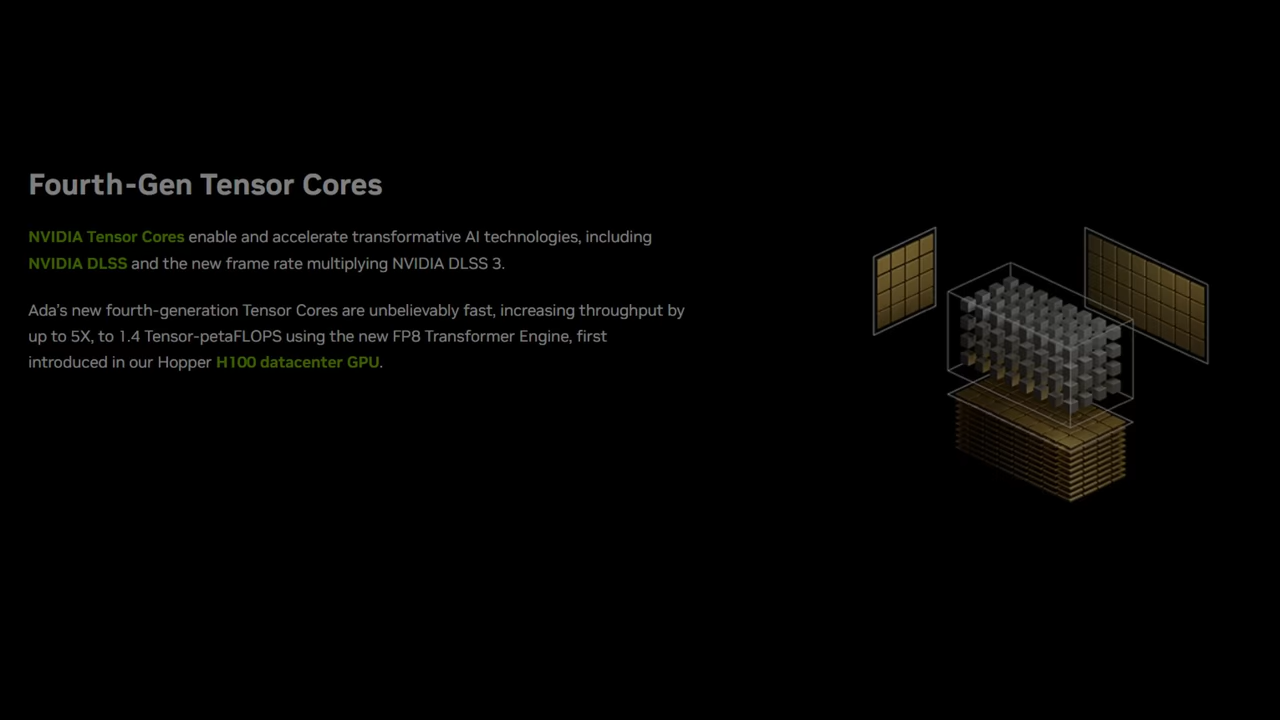 Fourth-Gen Tensor Cores
NVIDIA Tensor Cores enable and accelerate transformative AI technologies, including
NVIDIA DLSS and the new frame rate multiplying NVIDIA DLSS 3.
Ada's new fourth-generation Tensor Cores are unbelievably fast, increasing throughput by
up to 5X, to 1.4 Tensor-petaFLOPS using the new FP8 Transformer Engine, first
introduced in our Hopper H100 datacenter GPU.